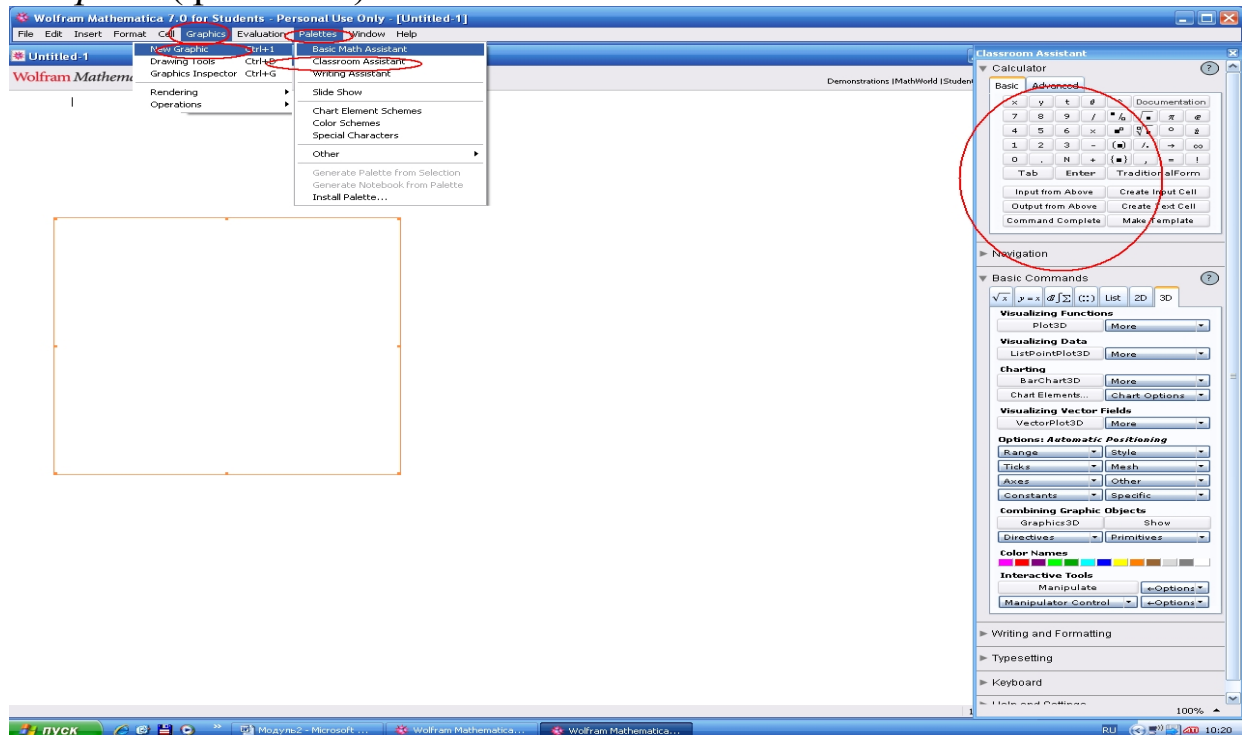 Wolfram Mathematica 7.0 for Students - Personal Use Only - [Untitled-1]
File Edit Insert Format Cell Graphics Evaluation Palettes Window Help
Untitled-1
New Graphic Ctrl+1
Drawing Tools Ctrl+D
Graphics Inspector Ctrl+G
Rendering
Operations
Basic Math Assistant
Classroom Assistant
Writing Assistant
Slide Show
Chart Element Schemes
Color Schemes
Special Characters
Other
Generate Palette from Selection
Generate Notebook from Palette
Install Palette...
Wolfram Mathema
Demonstrations | MathWorld | Student
Classroom Assistant
Calculator ?
Basic Advanced
x y t θ Documentation
7 8 9 /
4 5 6 ×
1 2 3 - (■) /. → ∞
0 . N + {■} , = !
Tab Enter TraditionalForm
Input from Above Create Input Cell
Output from Above Create Text Cell
Command Complete Make Template
Navigation
Basic Commands ?
√x y=x d∫Σ (::) List 2D 3D
Visualizing Functions
Plot3D More
Visualizing Data
ListPointPlot3D More
Charting
BarChart3D More
Chart Elements... Chart Options
Visualizing Vector Fields
VectorPlot3D More
Options: Automatic Positioning
Range Style
Ticks Mesh
Axes Other
Constants Specific
Combining Graphic Objects
Graphics3D Show
Directives Primitives
Color Names
Interactive Tools
Manipulate ←Options
Manipulator Control ←Options
Writing and Formatting
Typesetting
Keyboard
100%
пуск
Модуль2 - Microsoft ...
Wolfram Mathematica...
Wolfram Mathematica...
RU 10:20